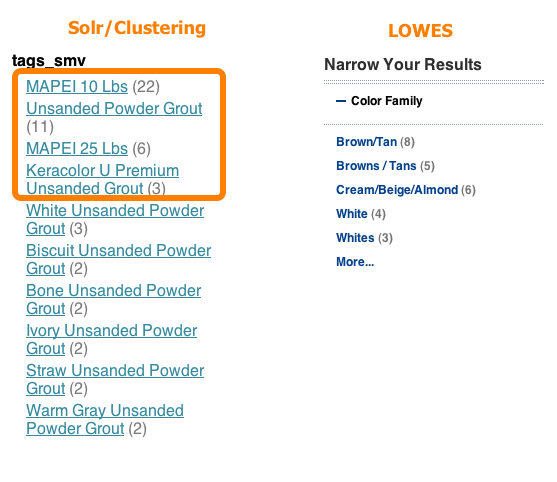 Solr/Clustering
tags_smv
MAPEI 10 Lbs (22)
Unsanded Powder Grout
(11)
MAPEI 25 Lbs (6)
Keracolor U Premium
Unsanded Grout (3)
White Unsanded Powder
Grout (3)
Biscuit Unsanded Powder
Grout (2)
Bone Unsanded Powder
Grout (2)
Ivory Unsanded Powder
Grout (2)
Straw Unsanded Powder
Grout (2)
Warm Gray Unsanded
Powder Grout (2)
LOWES
Narrow Your Results
– Color Family
Brown/Tan (8)
Browns / Tans (5)
Cream/Beige/Almond (6)
White (4)
Whites (3)
More...